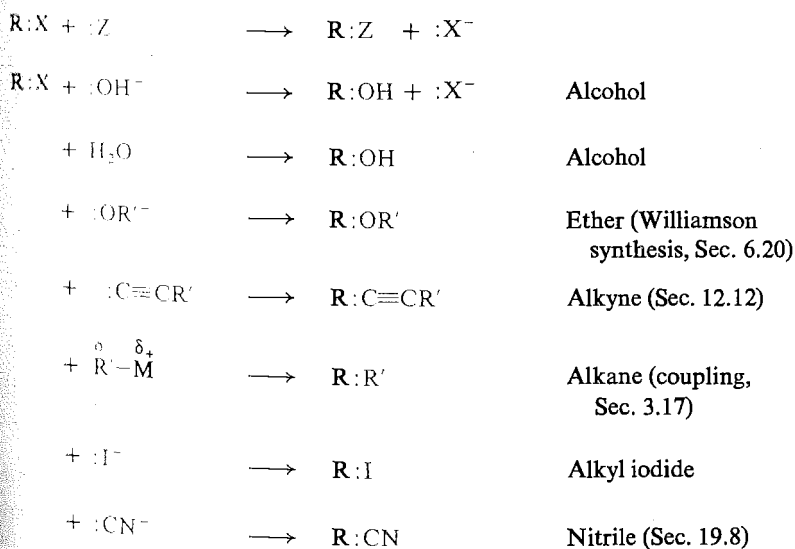 R:X + :Z ⟶ R:Z + :X⁻
R:X + :OH⁻ ⟶ R:OH + :X⁻ Alcohol
+ H₂O ⟶ R:OH Alcohol
+ :OR′⁻ ⟶ R:OR′ Ether (Williamson
synthesis, Sec. 6.20)
+ :C≡CR′ ⟶ R:C≡CR′ Alkyne (Sec. 12.12)
δ₊
+ R′–M ⟶ R:R′ Alkane (coupling,
Sec. 3.17)
+ :I⁻ ⟶ R:I Alkyl iodide
+ :CN⁻ ⟶ R:CN Nitrile (Sec. 19.8)